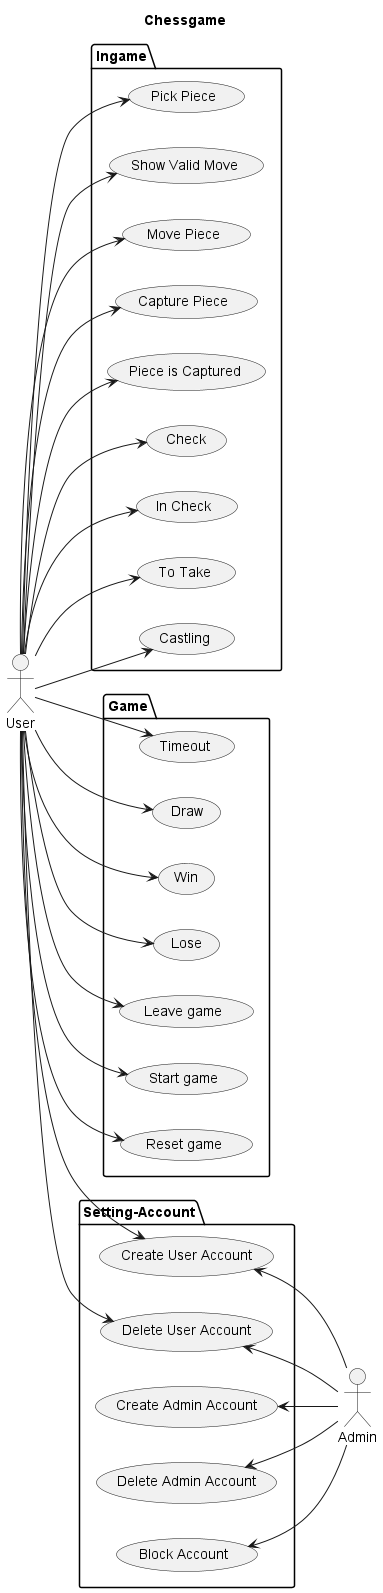 Chessgame
Ingame
Pick Piece
Show Valid Move
Move Piece
Capture Piece
Piece is Captured
Check
In Check
To Take
Castling
User
Game
Timeout
Draw
Win
Lose
Leave game
Start game
Reset game
Setting-Account
Create User Account
Delete User Account
Create Admin Account
Admin
Delete Admin Account
Block Account